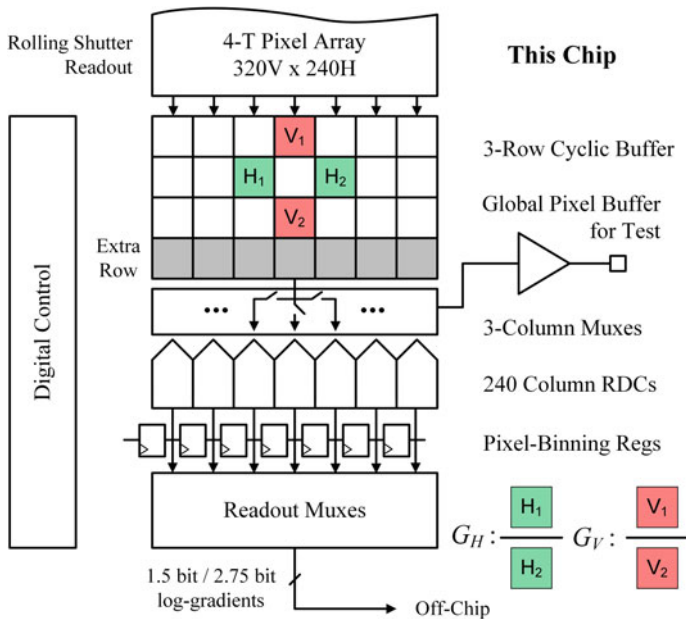 Rolling Shutter
Readout
4-T Pixel Array
320V x 240H
This Chip
V1
H1
H2
V2
3-Row Cyclic Buffer
Global Pixel Buffer
for Test
Extra
Row
Digital Control
•••
•••
3-Column Muxes
240 Column RDCs
Pixel-Binning Regs
Readout Muxes
GH : H1
H2
GV : V1
V2
1.5 bit / 2.75 bit
log-gradients
Off-Chip